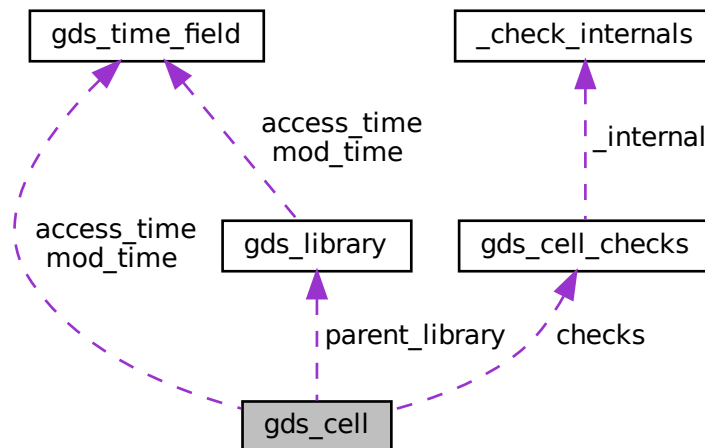 gds_time_field
_check_internals
access_time
mod_time
_internal
access_time
mod_time
gds_library
gds_cell_checks
parent_library
checks
gds_cell